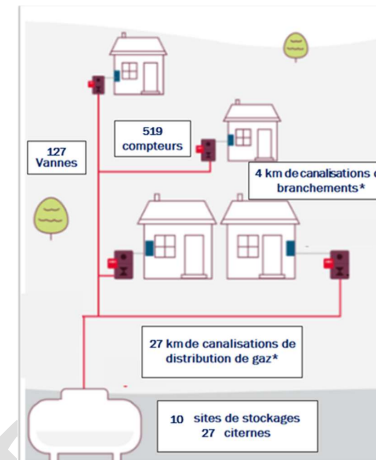 127
Vannes
519
compteurs
4 km de canalisations
branchements*
27 km de canalisations de
distribution de gaz*
10 sites de stockages
27 citernes